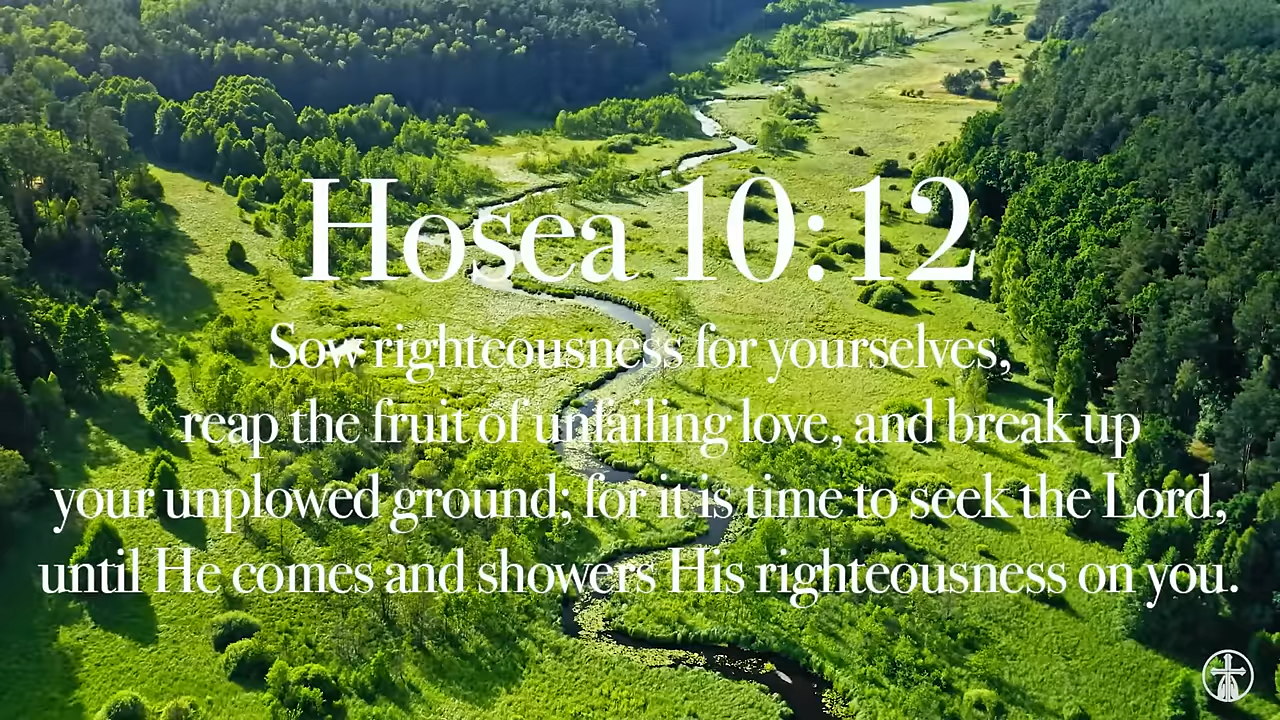 Hosea 10:12
Sow righteousness for yourselves,
reap the fruit of unfailing love, and break up
your unplowed ground; for it is time to seek the Lord,
until He comes and showers His righteousness on you.